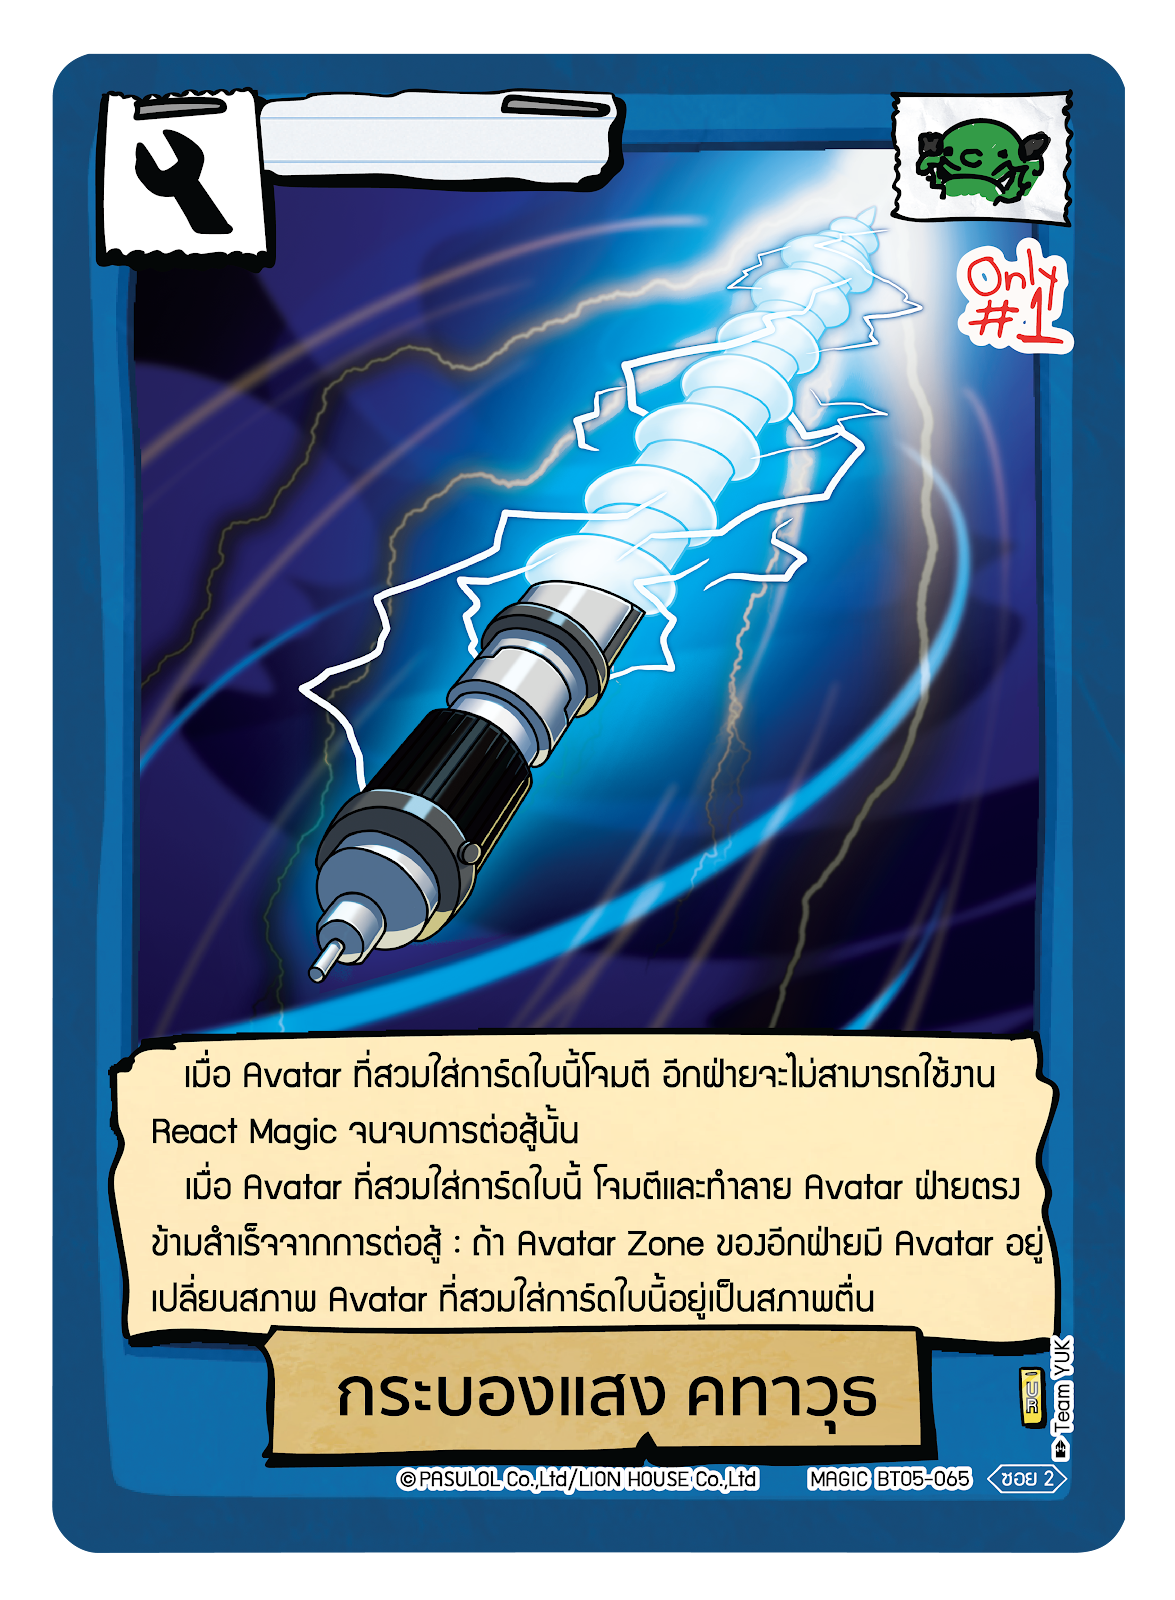 Only
#1
เมื่อ Avatar ที่สวมใส่การ์ดใบนี้โจมตี อีกฝ่ายจะไม่สามารถใช้งาน
React Magic จนจบการต่อสู้นั้น
เมื่อ Avatar ที่สวมใส่การ์ดใบนี้ โจมตีและทำลาย Avatar ฝ่ายตรง
ข้ามสำเร็จจากการต่อสู้ : ถ้า Avatar Zone ของอีกฝ่ายมี Avatar อยู่
เปลี่ยนสภาพ Avatar ที่สวมใส่การ์ดใบนี้อยู่เป็นสภาพตื่น
กระบองแสง คทาวุธ
UR
Team YUK
© PASULOL Co.,Ltd/LION HOUSE Co.,Ltd MAGIC BT05-065 ซอย 2